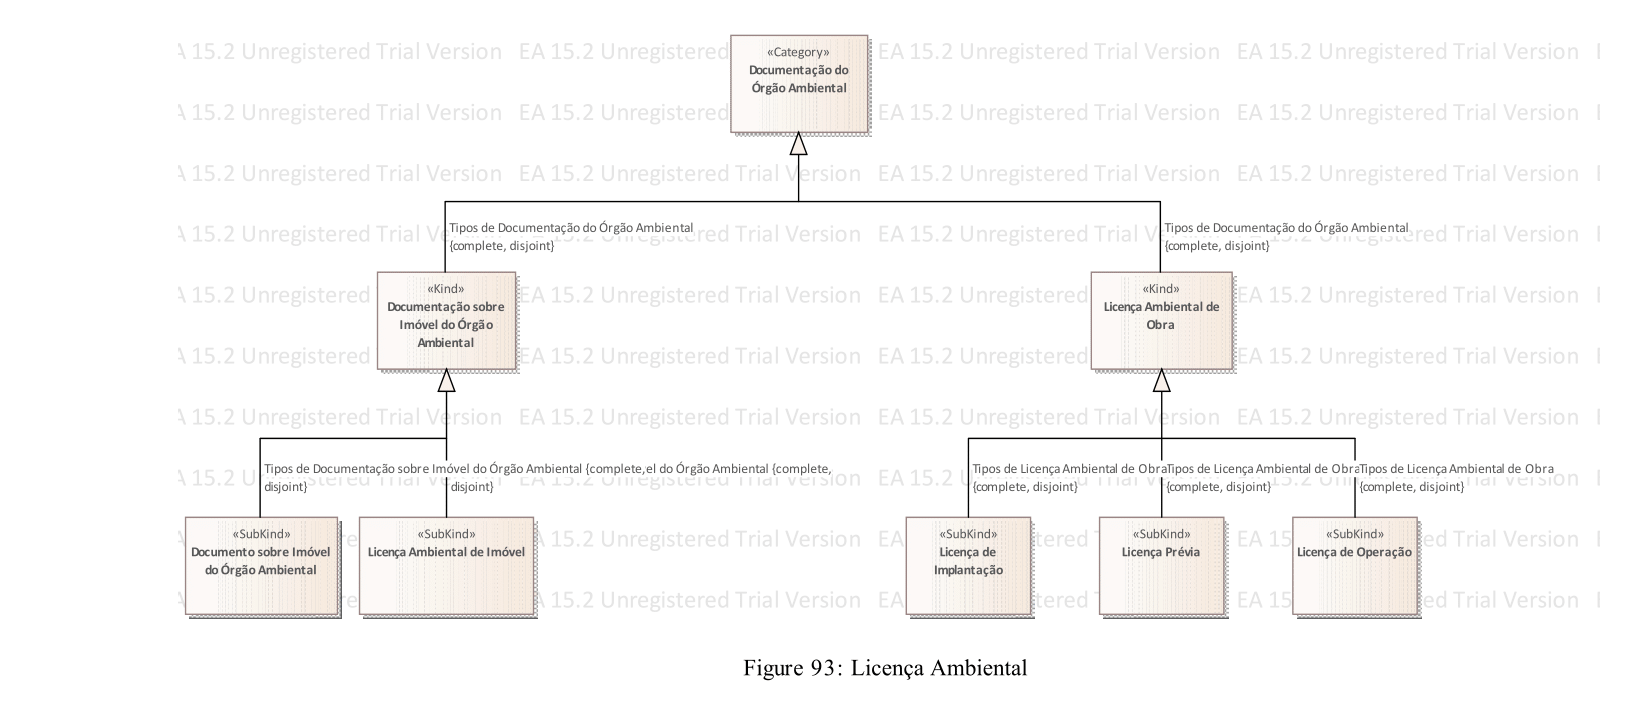 «Category»
Documentação do
Órgão Ambiental
Tipos de Documentação do Órgão Ambiental
{complete, disjoint}
Tipos de Documentação do Órgão Ambiental
{complete, disjoint}
«Kind»
Documentação sobre
Imóvel do Órgão
Ambiental
«Kind»
Licença Ambiental de
Obra
Tipos de Documentação sobre Imóvel do Órgão Ambiental {complete,
disjoint}
el do Órgão Ambiental {complete,
disjoint}
Tipos de Licença Ambiental de Obra
{complete, disjoint}
Tipos de Licença Ambiental de Obra
{complete, disjoint}
Tipos de Licença Ambiental de Obra
{complete, disjoint}
«SubKind»
Documento sobre Imóvel
do Órgão Ambiental
«SubKind»
Licença Ambiental de Imóvel
«SubKind»
Licença de
Implantação
«SubKind»
Licença Prévia
«SubKind»
Licença de Operação
EA 15.2 Unregistered Trial Version
Figure 93: Licença Ambiental